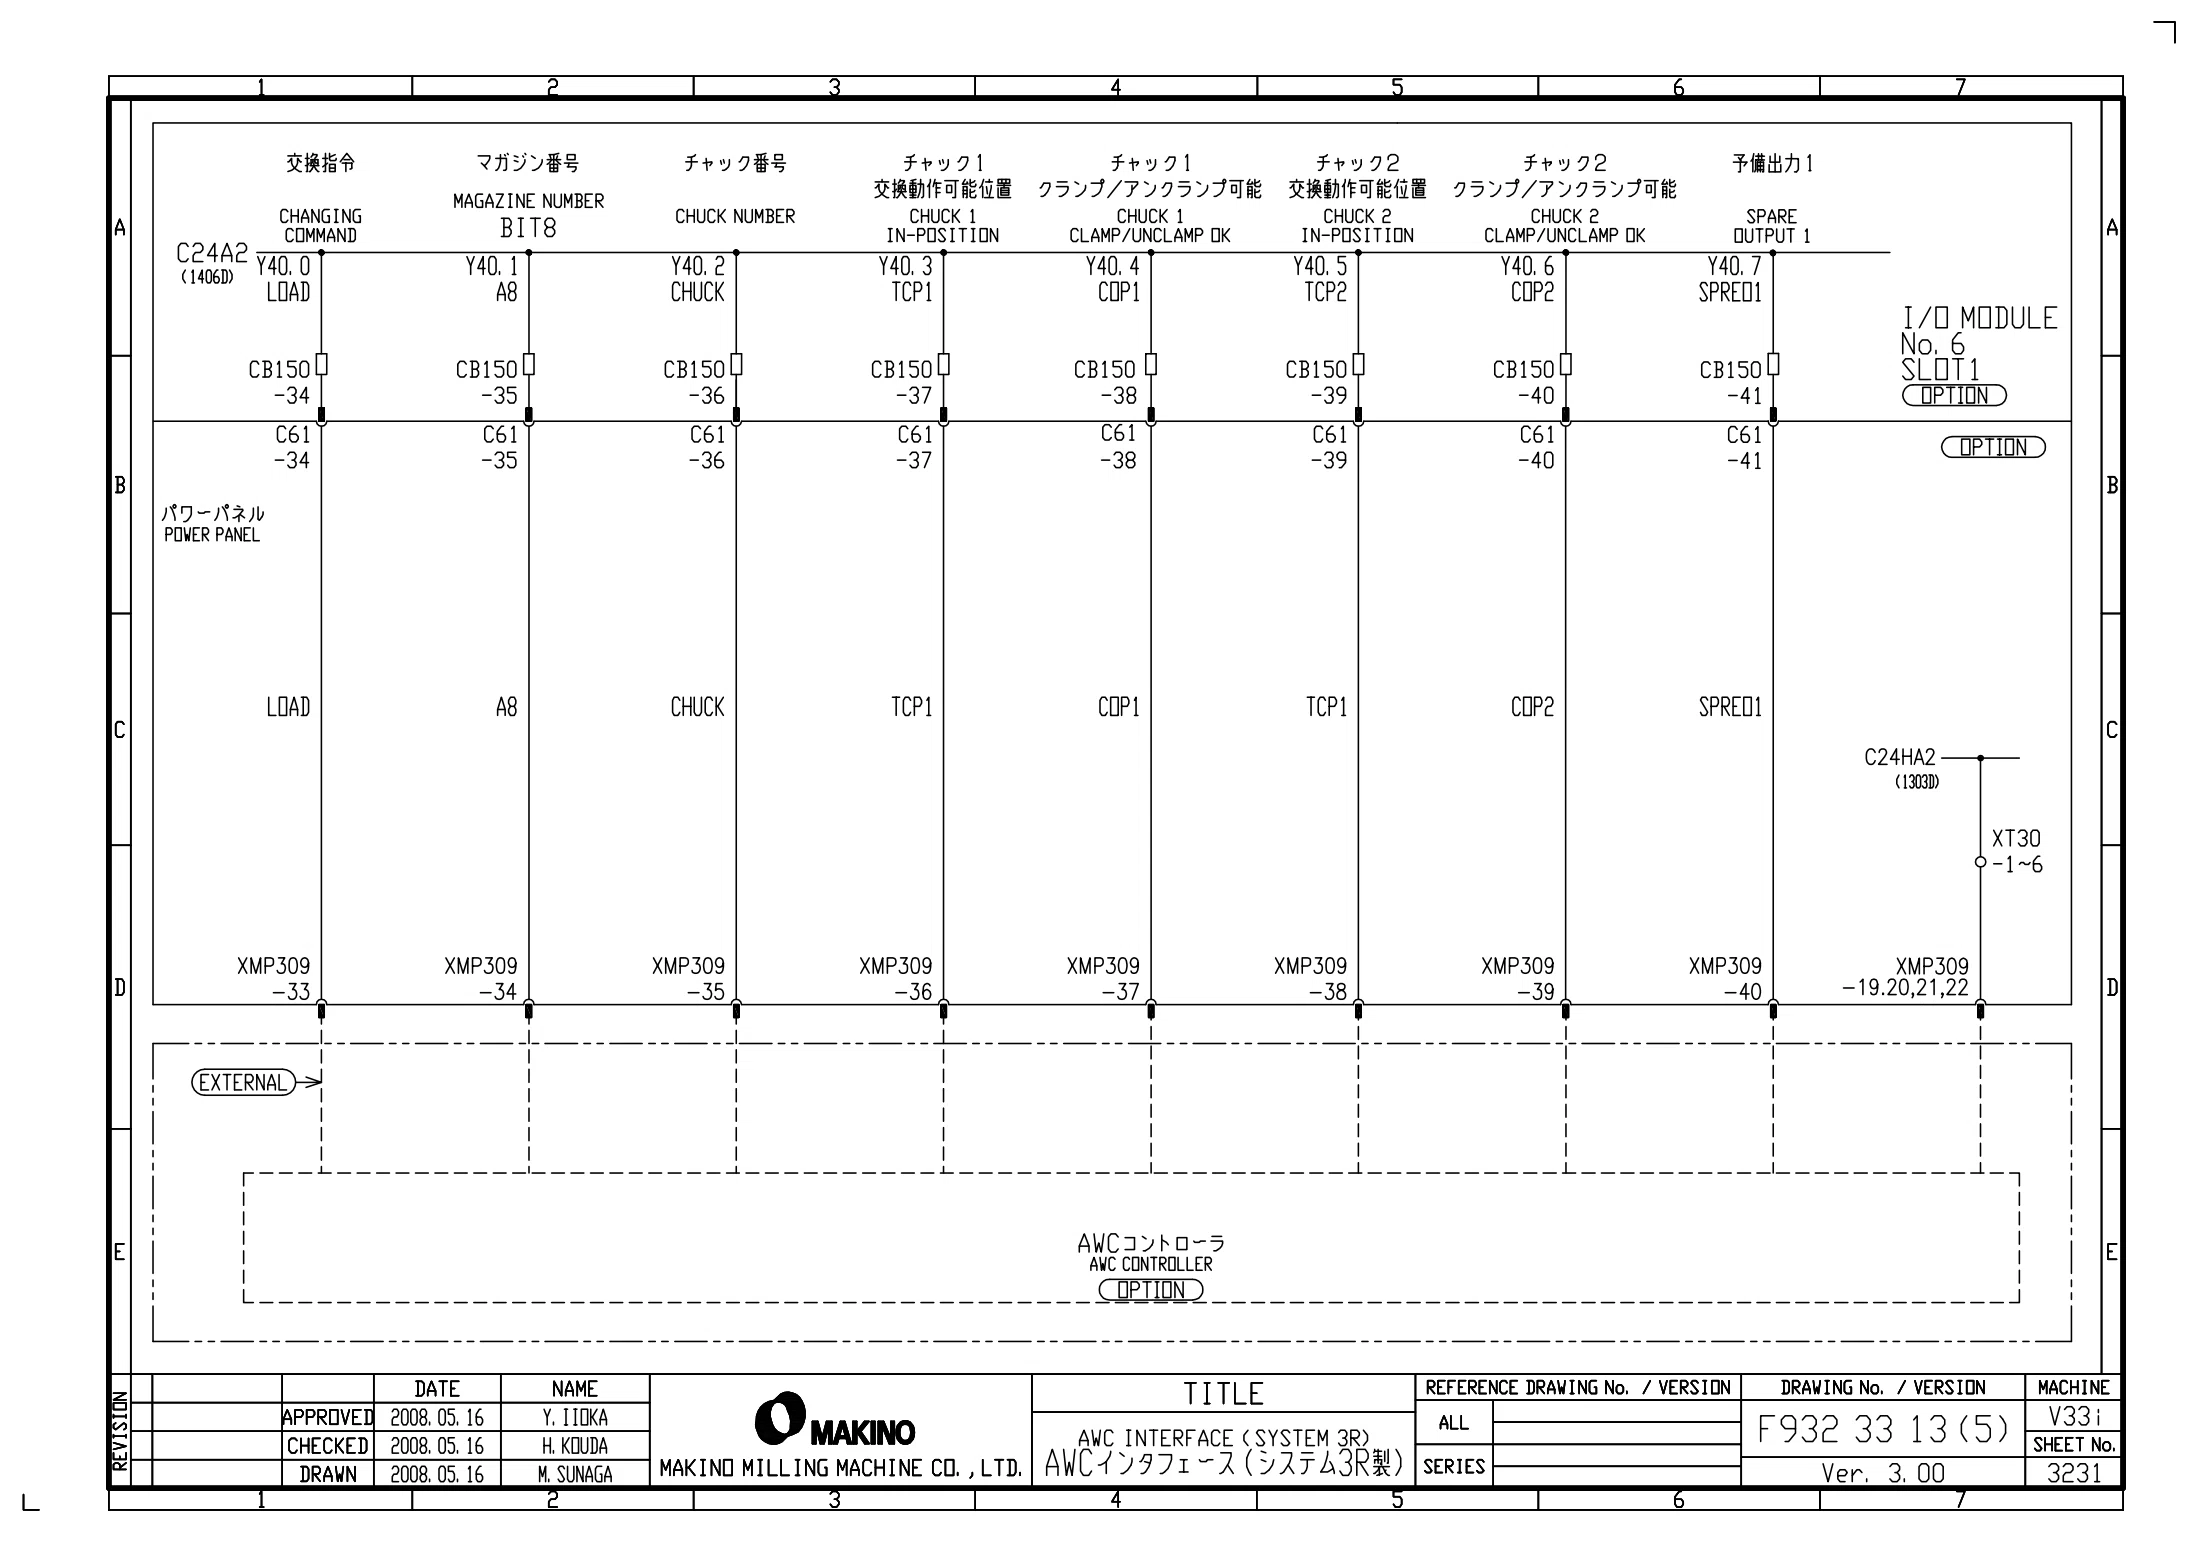 1 2 3 4 5 6 7
交換指令 マガジン番号 チャック番号 チャック1 チャック1 チャック2 チャック2 予備出力1
交換動作可能位置 クランプ/アンクランプ可能 交換動作可能位置 クランプ/アンクランプ可能
MAGAZINE NUMBER
CHANGING CHUCK NUMBER CHUCK 1 CHUCK 1 CHUCK 2 CHUCK 2 SPARE
A COMMAND BIT8 IN-POSITION CLAMP/UNCLAMP OK IN-POSITION CLAMP/UNCLAMP OK OUTPUT 1 A
C24A2
(1406D) Y40.0 Y40.1 Y40.2 Y40.3 Y40.4 Y40.5 Y40.6 Y40.7
LOAD A8 CHUCK TCP1 COP1 TCP2 COP2 SPREO1
I/O MODULE
No.6
CB150 CB150 CB150 CB150 CB150 CB150 CB150 CB150 SLOT1
-34 -35 -36 -37 -38 -39 -40 -41 OPTION
C61 C61 C61 C61 C61 C61 C61 C61 OPTION
-34 -35 -36 -37 -38 -39 -40 -41
B B
パワーパネル
POWER PANEL
LOAD A8 CHUCK TCP1 COP1 TCP1 COP2 SPREO1
C C
C24HA2
(1303D)
XT30
-1~6
XMP309 XMP309 XMP309 XMP309 XMP309 XMP309 XMP309 XMP309 XMP309
D -33 -34 -35 -36 -37 -38 -39 -40 -19.20,21,22 D
EXTERNAL
E E
AWCコントローラ
AWC CONTROLLER
OPTION
REVISION
DATE NAME
APPROVED 2008.05.16 Y.IIOKA
CHECKED 2008.05.16 H.KOUDA
DRAWN 2008.05.16 M.SUNAGA
MAKINO
MAKINO MILLING MACHINE CO.,LTD.
TITLE
AWC INTERFACE(SYSTEM 3R)
AWCインタフェース(システム3R製)
REFERENCE DRAWING No. / VERSION
ALL
SERIES
DRAWING No. / VERSION
F932 33 13(5)
Ver. 3.00
MACHINE
V33i
SHEET No.
3231
1 2 3 4 5 6 7